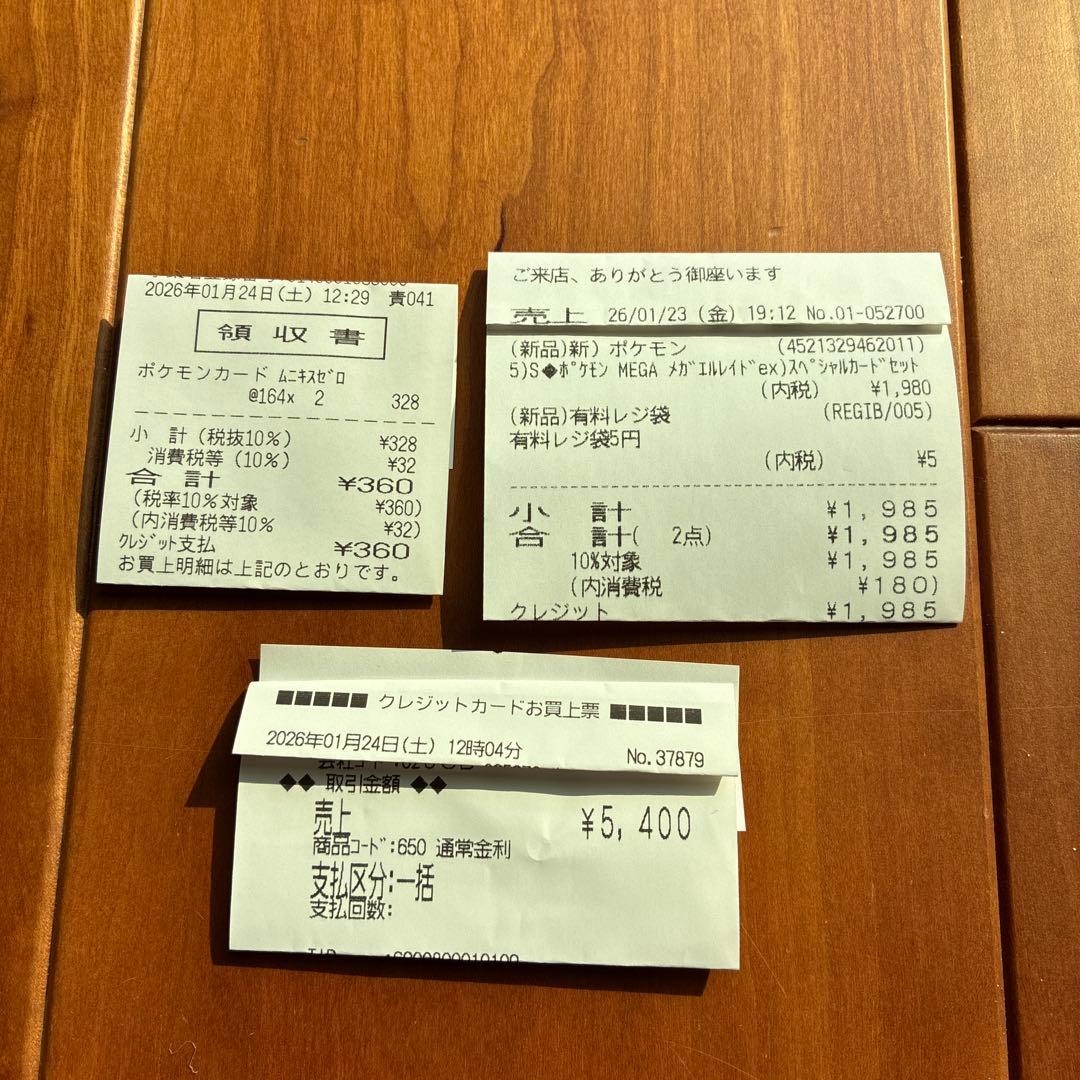 2026年01月24日(土) 12:29 責041
領収書
ポケモンカード ムニキスゼロ
@164x 2 328
小 計(税抜10%) ¥328
消費税等(10%) ¥32
合 計 ¥360
(税率10%対象 ¥360)
(内消費税等10% ¥32)
クレジット支払 ¥360
お買上明細は上記のとおりです。
ご来店、ありがとう御座います
売上 26/01/23 (金) 19:12 No.01-052700
(新品)新) ポケモン (4521329462011)
5)S◆ポケモン MEGA メガエルレイドex)スペシャルカードセット
(内税) ¥1,980
(新品)有料レジ袋 (REGIB/005)
有料レジ袋5円
(内税) ¥5
小 計 ¥1,985
合 計( 2点) ¥1,985
10%対象 ¥1,985
(内消費税 ¥180)
クレジット ¥1,985
■■■■■ クレジットカードお買上票 ■■■■■
2026年01月24日(土) 12時04分 No.37879
◆◆ 取引金額 ◆◆
売上 ¥5,400
商品コード:650 通常金利
支払区分:一括
支払回数: